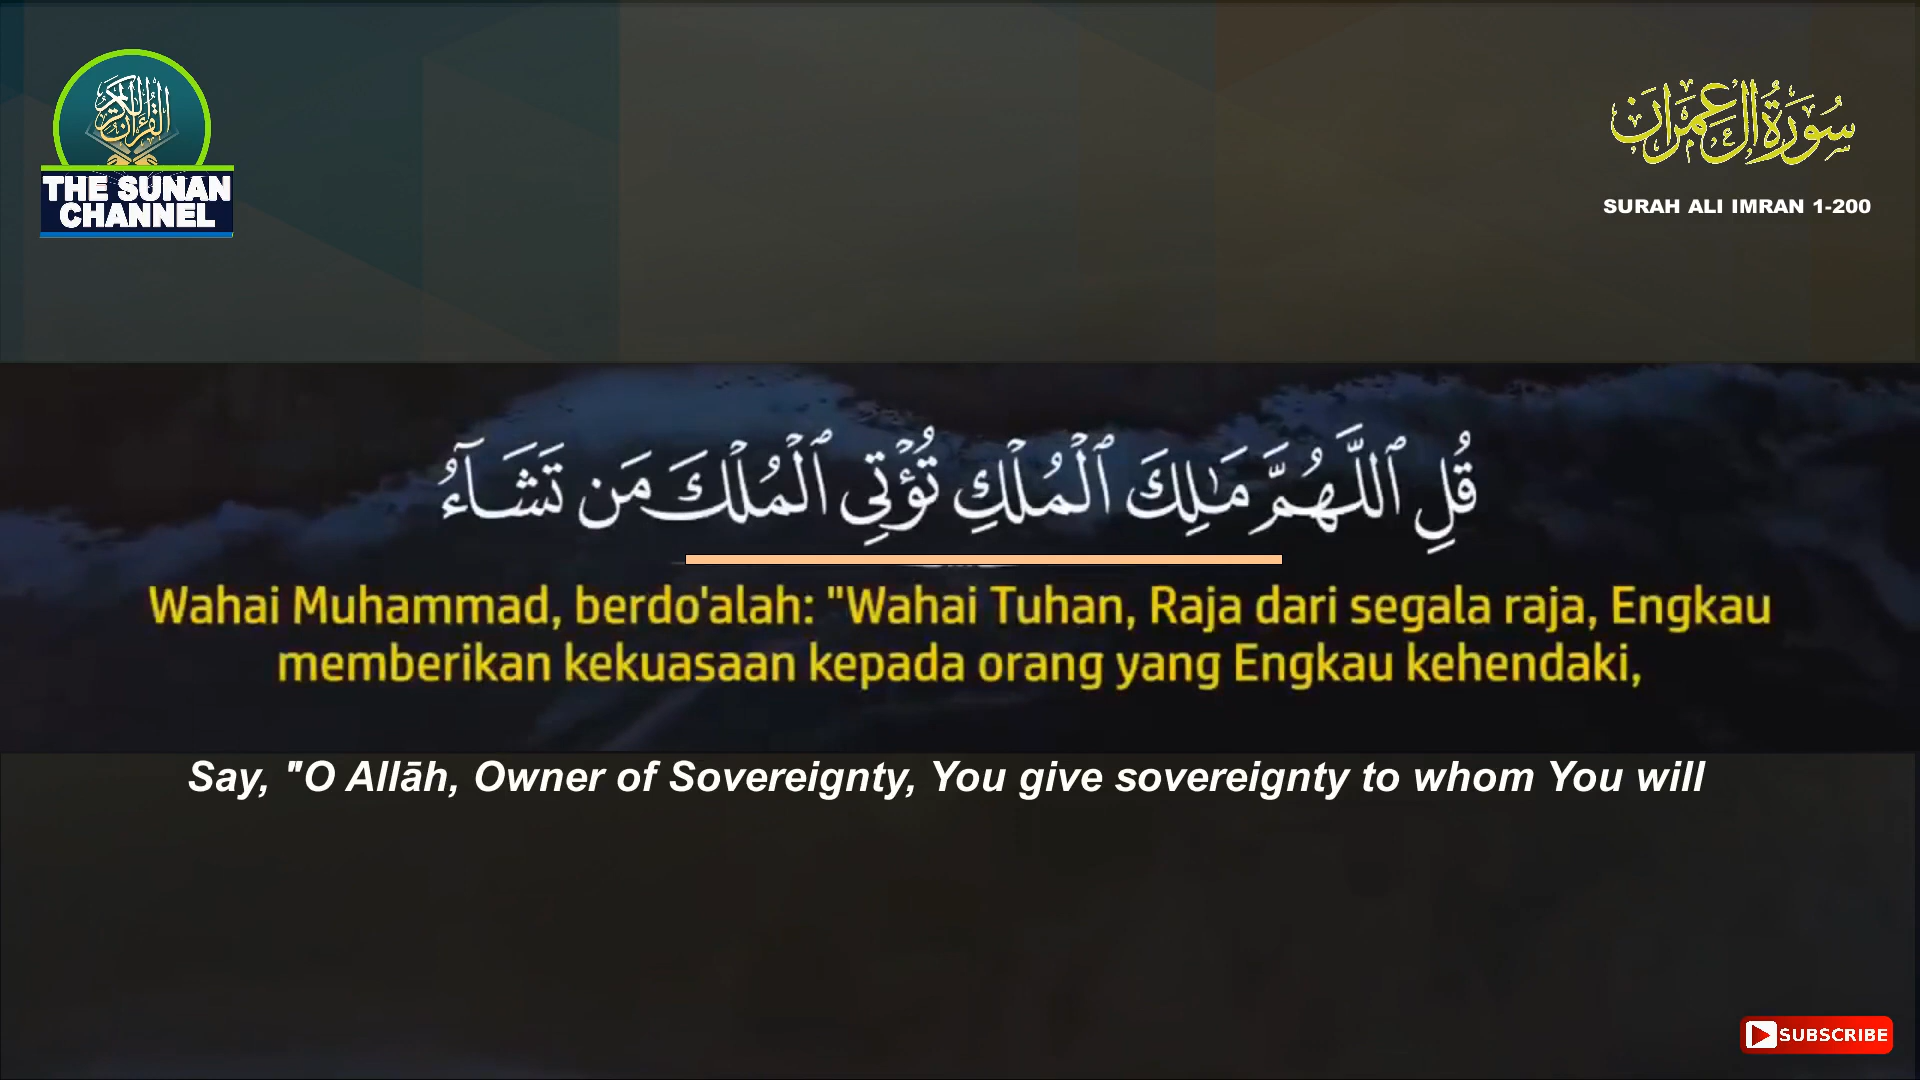 القرآن الكريم
THE SUNAN
CHANNEL
سُورَةُ آلِ عِمْرَان
SURAH ALI IMRAN 1-200
قُلِ ٱللَّهُمَّ مَـٰلِكَ ٱلْمُلْكِ تُؤْتِى ٱلْمُلْكَ مَن تَشَآءُ
Wahai Muhammad, berdo'alah: "Wahai Tuhan, Raja dari segala raja, Engkau
memberikan kekuasaan kepada orang yang Engkau kehendaki,
Say, "O Allāh, Owner of Sovereignty, You give sovereignty to whom You will
SUBSCRIBE